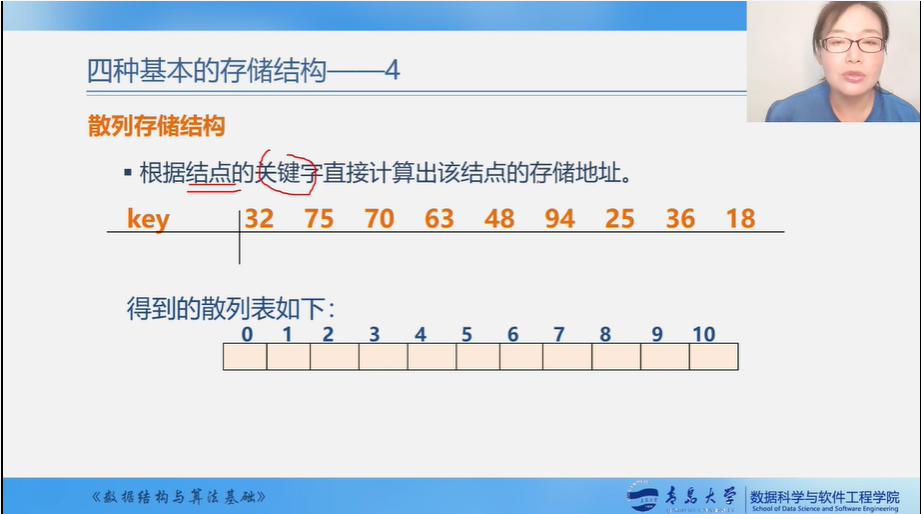 四种基本的存储结构——4
散列存储结构
▪ 根据结点的关键字直接计算出该结点的存储地址。
key 32 75 70 63 48 94 25 36 18
得到的散列表如下：
0 1 2 3 4 5 6 7 8 9 10
《数据结构与算法基础》
青岛大学
数据科学与软件工程学院
School of Data Science and Software Engineering